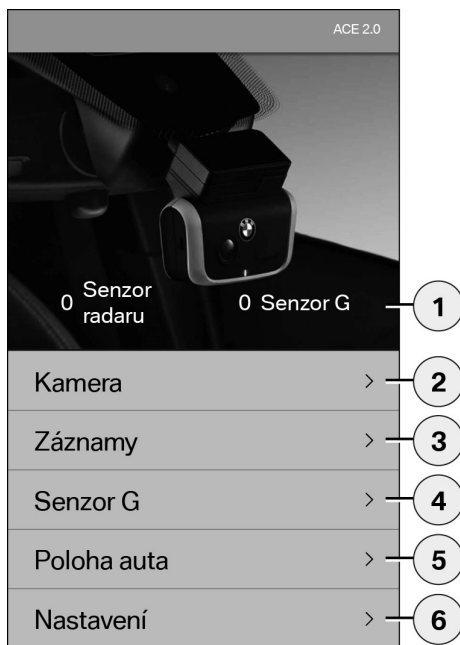 ACE 2.0
0 Senzor radaru
0 Senzor G
1
Kamera > 2
Záznamy > 3
Senzor G > 4
Poloha auta > 5
Nastavení > 6